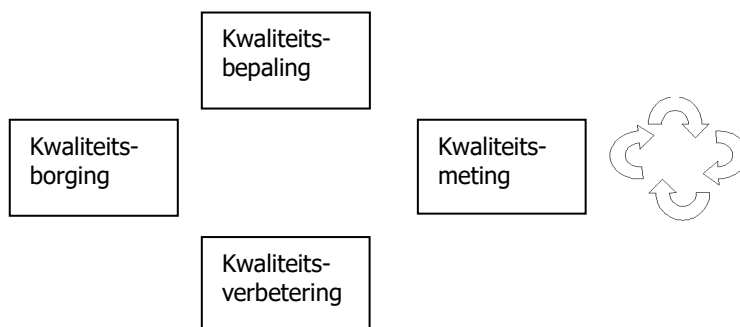 Kwaliteits-
bepaling
Kwaliteits-
borging
Kwaliteits-
meting
Kwaliteits-
verbetering